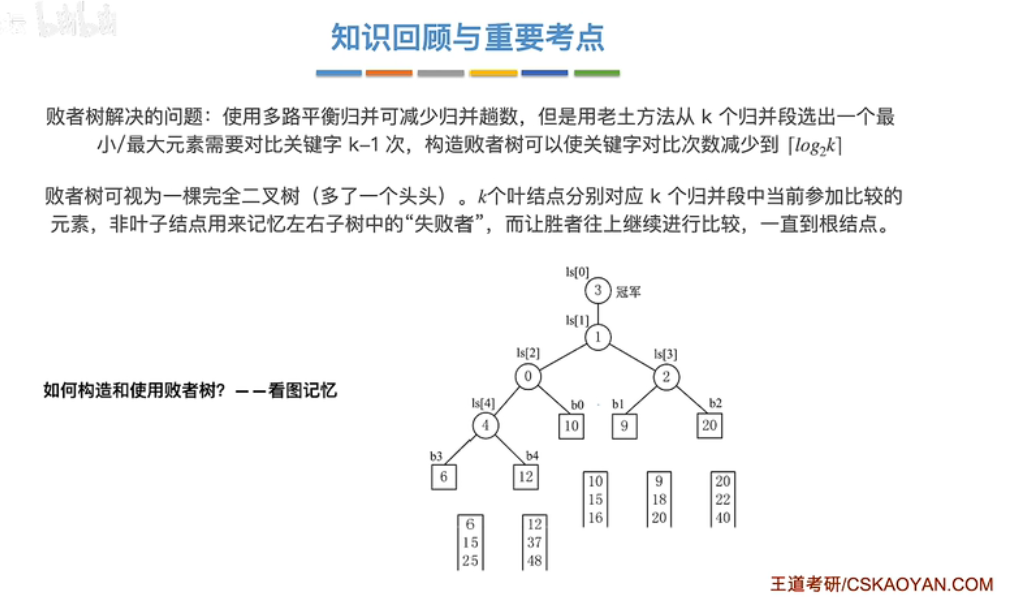 bilibili
知识回顾与重要考点
败者树解决的问题：使用多路平衡归并可减少归并趟数，但是用老土方法从 k 个归并段选出一个最
小/最大元素需要对比关键字 k–1 次，构造败者树可以使关键字对比次数减少到 ⌈log₂k⌉
败者树可视为一棵完全二叉树（多了一个头头）。k个叶结点分别对应 k 个归并段中当前参加比较的
元素，非叶子结点用来记忆左右子树中的“失败者”，而让胜者往上继续进行比较，一直到根结点。
ls[0]
3 冠军
ls[1]
1
ls[2] ls[3]
0 2
如何构造和使用败者树？——看图记忆
ls[4] b0 b1 b2
4 10 9 20
b3 b4
6 12
10 9 20
15 18 22
16 20 40
6 12
15 37
25 48
王道考研/CSKAOYAN.COM